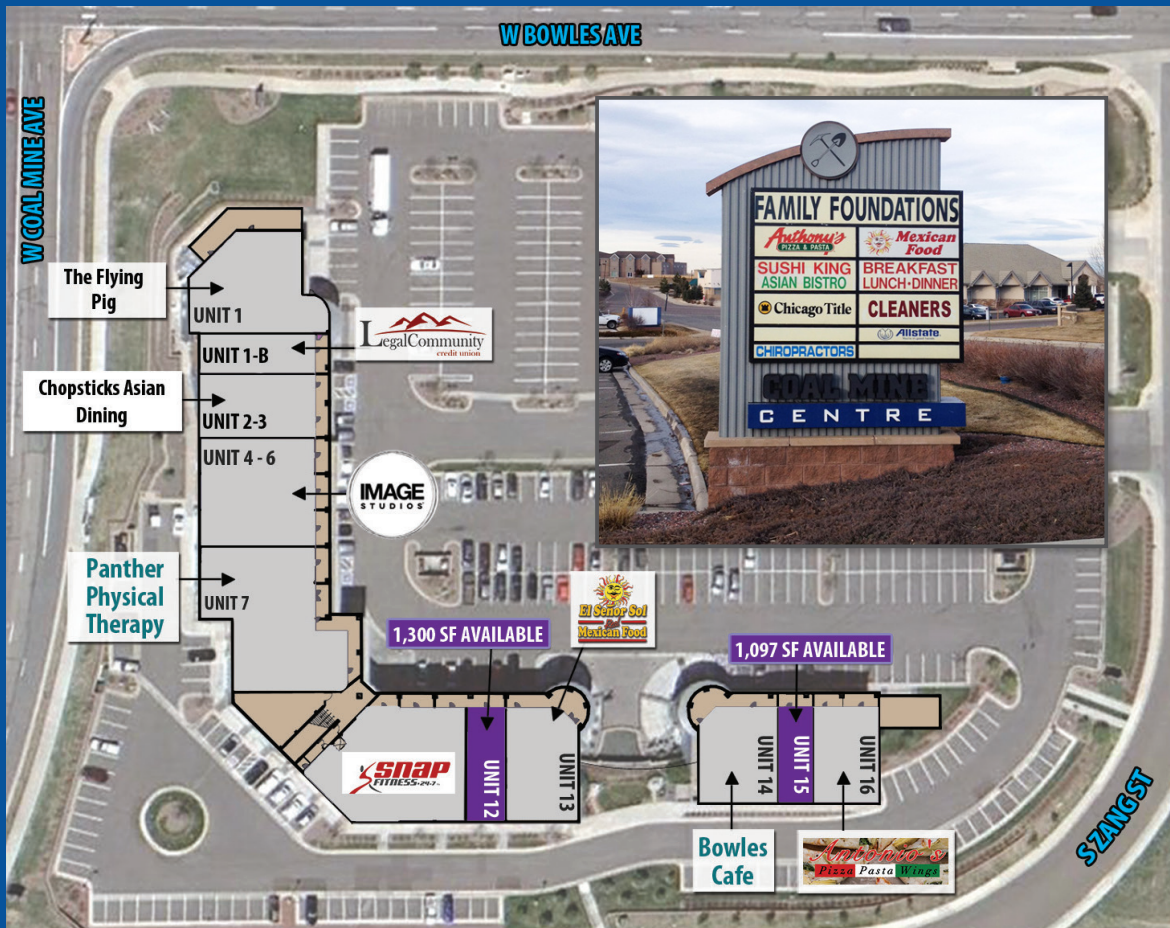 W BOWLES AVE
W COAL MINE AVE
FAMILY FOUNDATIONS
Anthony's
PIZZA & PASTA
Mexican
Food
SUSHI KING
ASIAN BISTRO
BREAKFAST
LUNCH·DINNER
Chicago Title
CLEANERS
Allstate
CHIROPRACTORS
COAL MINE
CENTRE
The Flying
Pig
UNIT 1
LegalCommunity
credit union
UNIT 1-B
Chopsticks Asian
Dining
UNIT 2-3
UNIT 4 - 6
IMAGE
STUDIOS
Panther
Physical
Therapy
UNIT 7
El Señor Sol
Real
Mexican Food
1,300 SF AVAILABLE
1,097 SF AVAILABLE
SNAP
FITNESS·24-7
UNIT 12
UNIT 13
UNIT 14
UNIT 15
UNIT 16
Bowles
Cafe
Antonio's
Pizza Pasta Wings
S ZANG ST